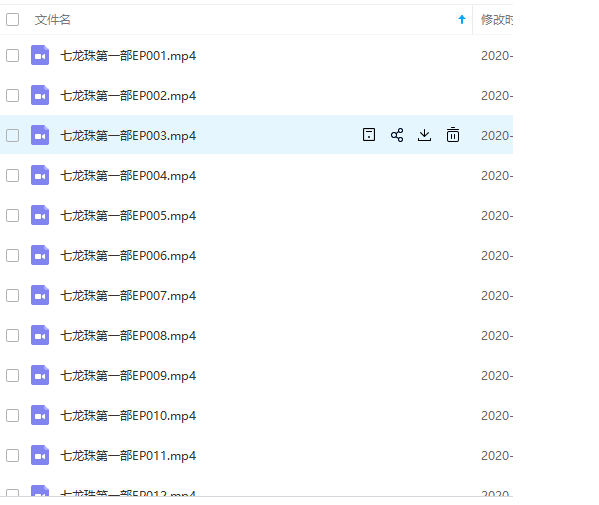 文件名 修改时
七龙珠第一部EP001.mp4 2020-
七龙珠第一部EP002.mp4 2020-
七龙珠第一部EP003.mp4 2020-
七龙珠第一部EP004.mp4 2020-
七龙珠第一部EP005.mp4 2020-
七龙珠第一部EP006.mp4 2020-
七龙珠第一部EP007.mp4 2020-
七龙珠第一部EP008.mp4 2020-
七龙珠第一部EP009.mp4 2020-
七龙珠第一部EP010.mp4 2020-
七龙珠第一部EP011.mp4 2020-
七龙珠第一部EP012.mp4 2020-